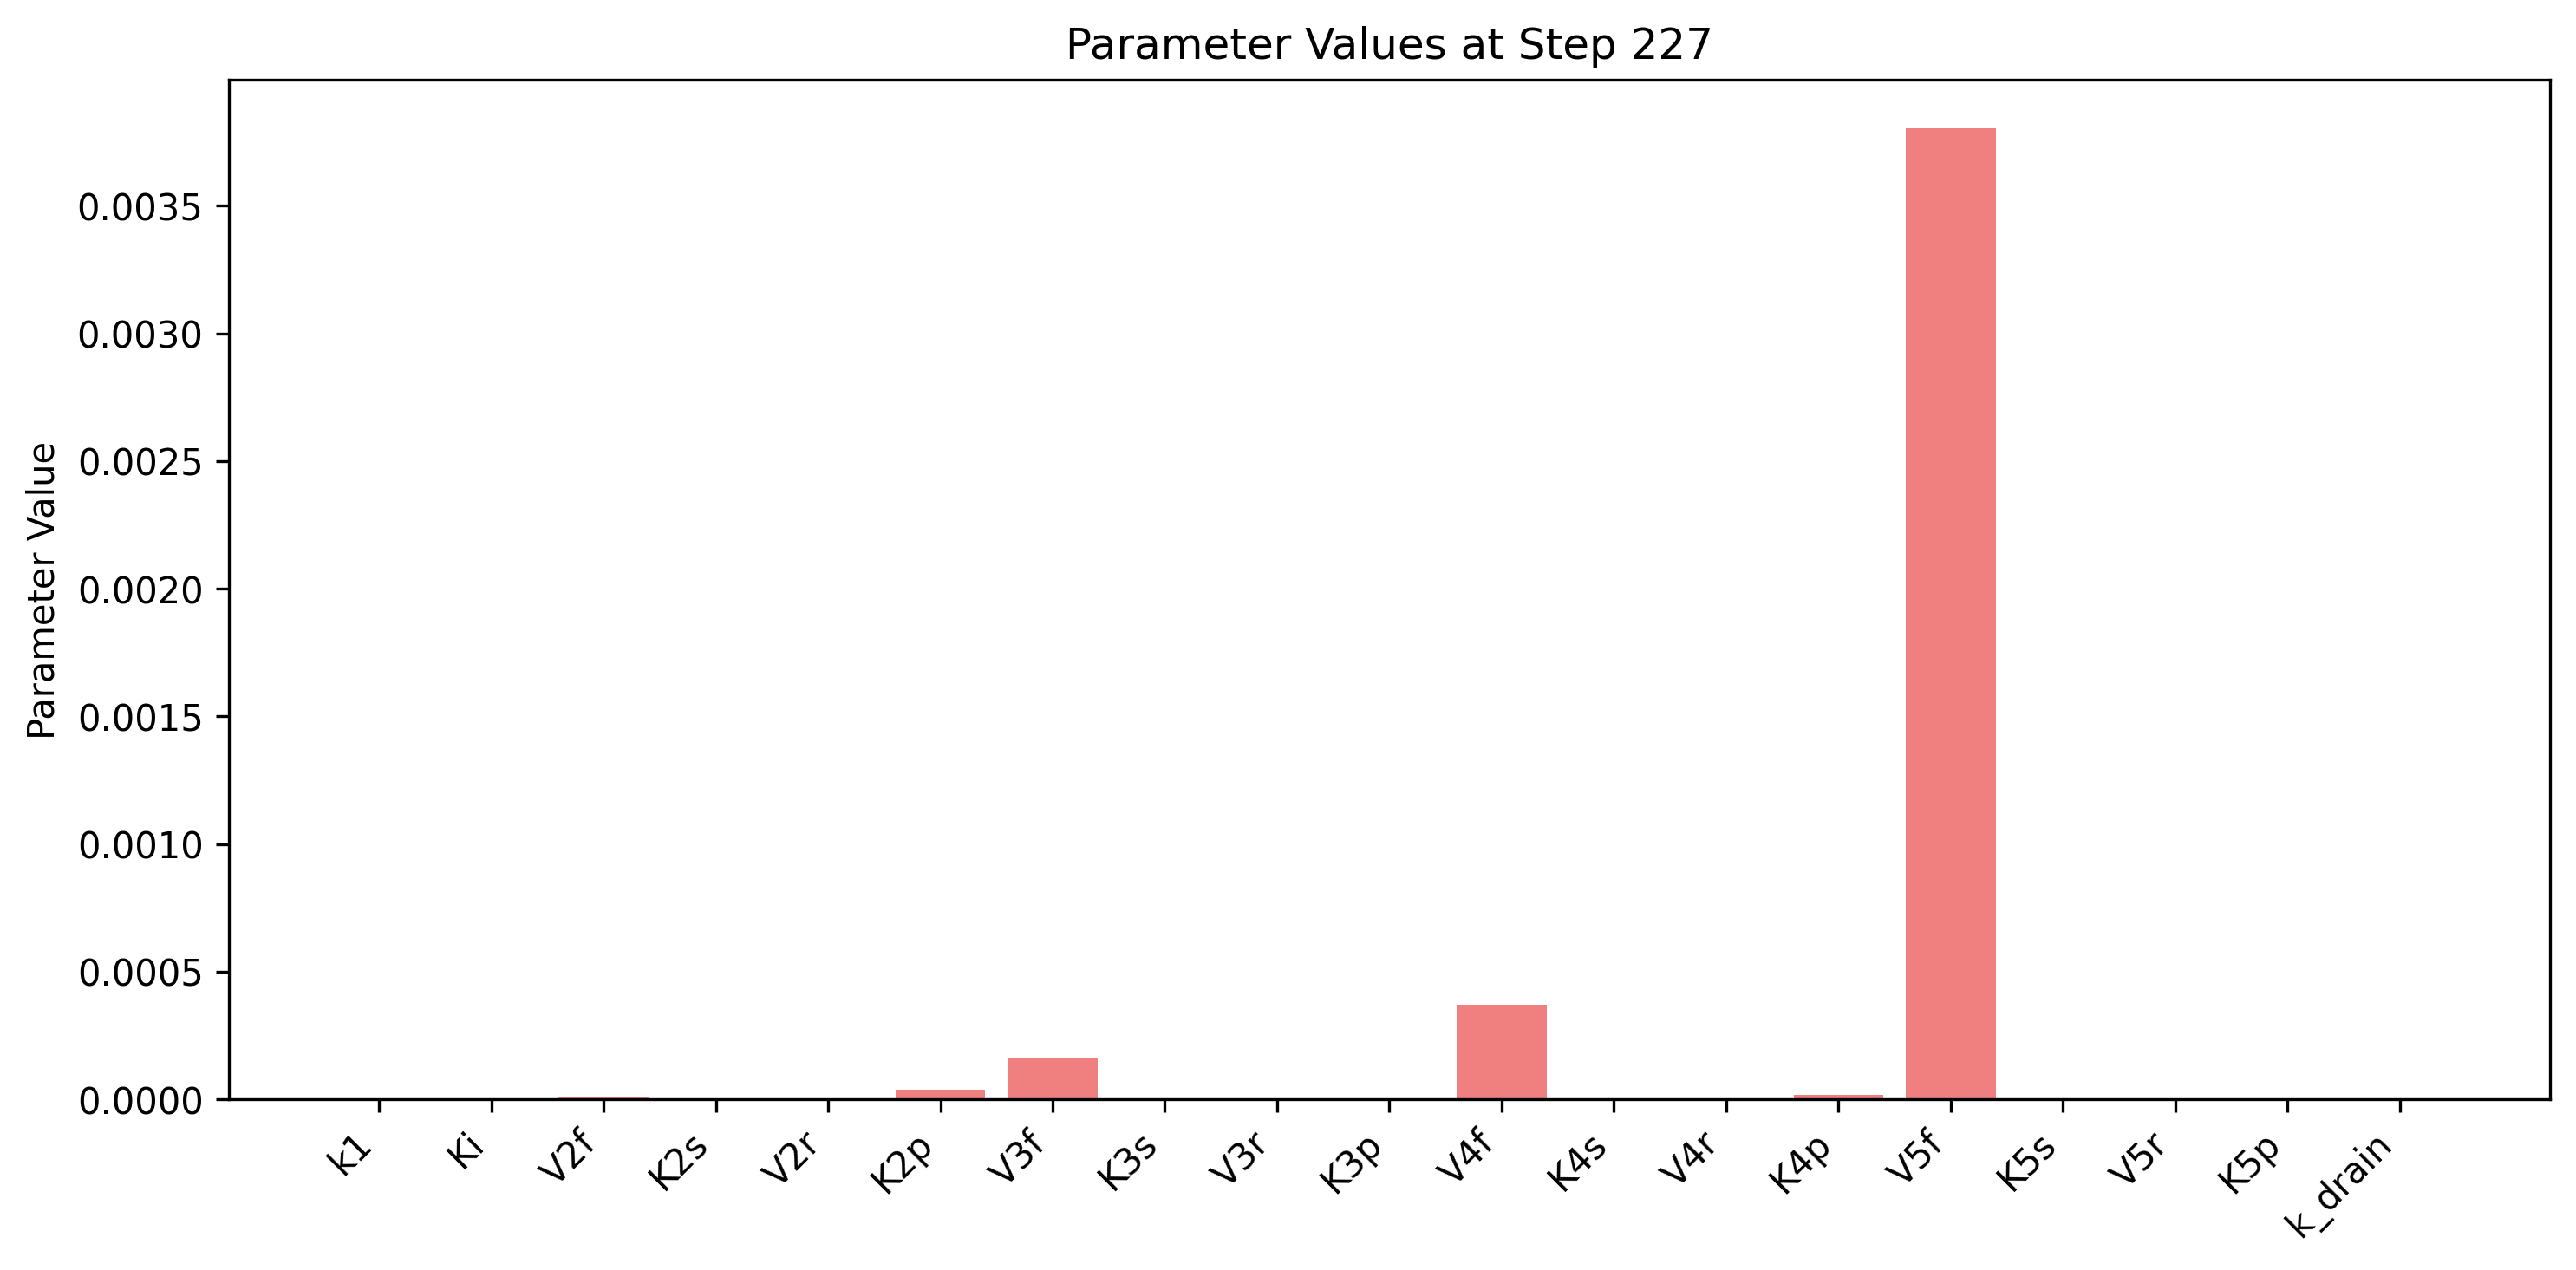 Parameter Values at Step 227
Parameter Value
0.0035
0.0030
0.0025
0.0020
0.0015
0.0010
0.0005
0.0000
k1
Ki
V2f
K2s
V2r
K2p
V3f
K3s
V3r
K3p
V4f
K4s
V4r
K4p
V5f
K5s
V5r
K5p
k_drain